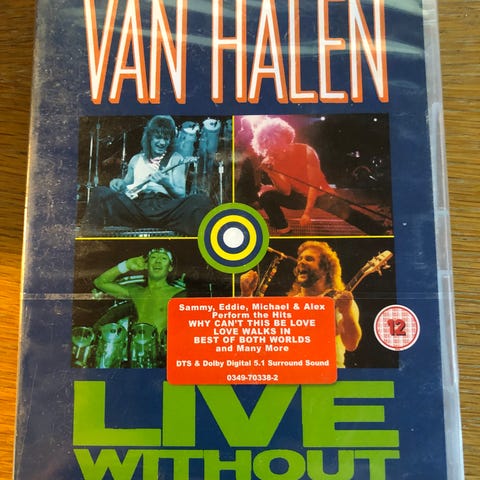 VAN HALEN
Sammy, Eddie, Michael & Alex
Perform the Hits
WHY CAN'T THIS BE LOVE
LOVE WALKS IN
BEST OF BOTH WORLDS
and Many More
DTS & Dolby Digital 5.1 Surround Sound
0349-70338-2
12
LIVE
WITHOUT